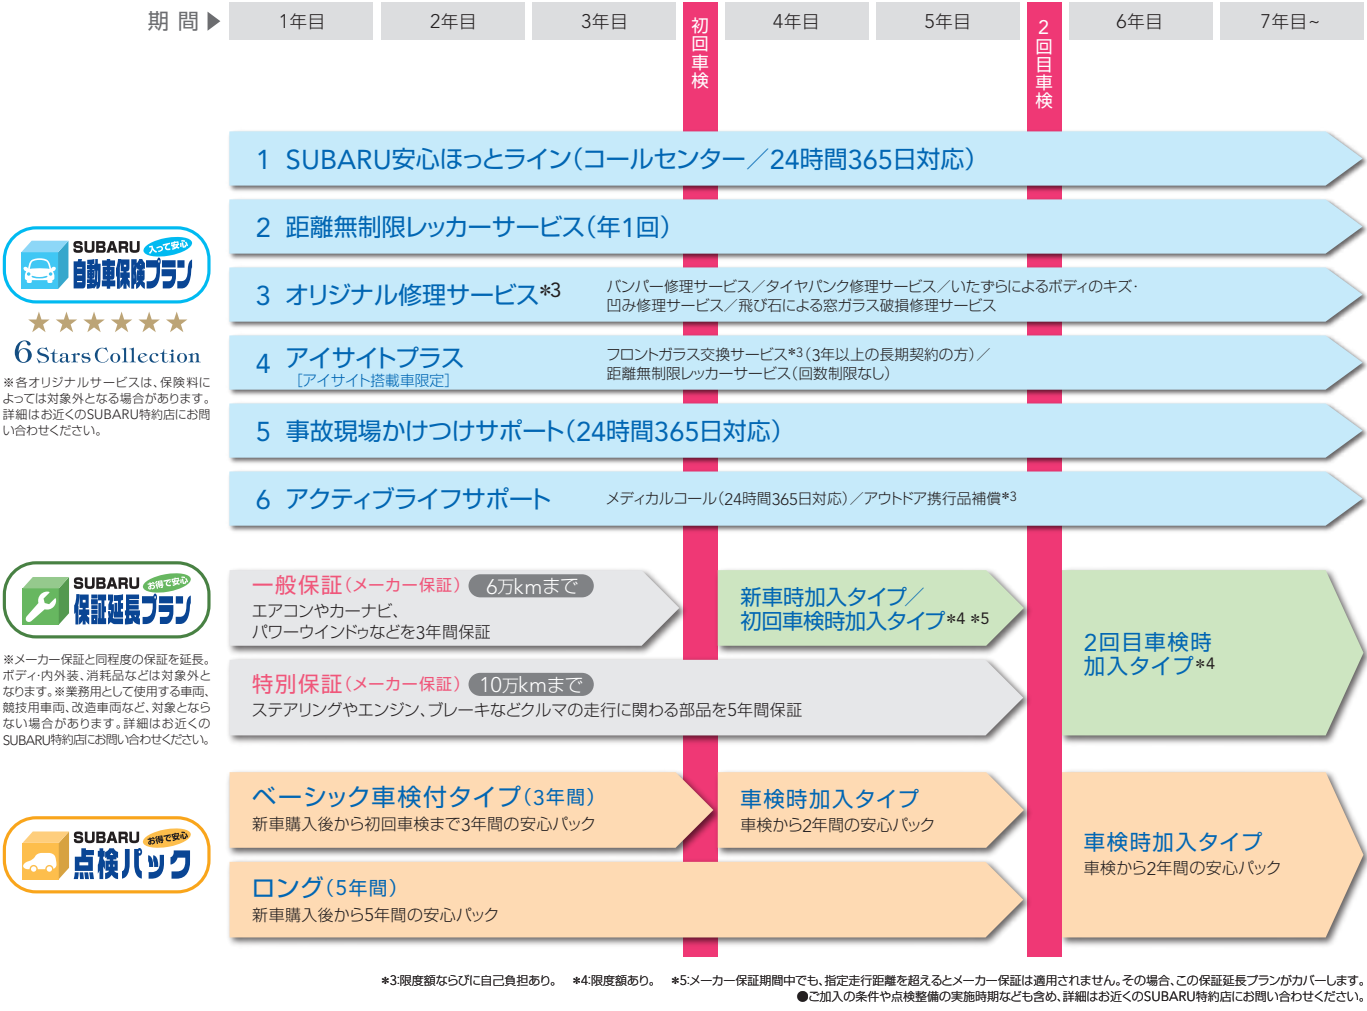 期 間▶
1年目
2年目
3年目
初回車検
4年目
5年目
2回目車検
6年目
7年目~
SUBARU 入って安心
自動車保険プラン
6 Stars Collection
※各オリジナルサービスは、保険料に
よっては対象外となる場合があります。
詳細はお近くのSUBARU特約店にお問
い合わせください。
1 SUBARU安心ほっとライン（コールセンター／24時間365日対応）
2 距離無制限レッカーサービス（年1回）
3 オリジナル修理サービス*3
バンパー修理サービス／タイヤパンク修理サービス／いたずらによるボディのキズ・
凹み修理サービス／飛び石による窓ガラス破損修理サービス
4 アイサイトプラス
［アイサイト搭載車限定］
フロントガラス交換サービス*3（3年以上の長期契約の方）／
距離無制限レッカーサービス（回数制限なし）
5 事故現場かけつけサポート（24時間365日対応）
6 アクティブライフサポート
メディカルコール（24時間365日対応）／アウトドア携行品補償*3
SUBARU お得で安心
保証延長プラン
※メーカー保証と同程度の保証を延長。
ボディ・内外装、消耗品などは対象外と
なります。※業務用として使用する車両、
競技用車両、改造車両など、対象となら
ない場合があります。詳細はお近くの
SUBARU特約店にお問い合わせください。
一般保証（メーカー保証） 6万kmまで
エアコンやカーナビ、
パワーウインドゥなどを3年間保証
新車時加入タイプ／
初回車検時加入タイプ*4 *5
特別保証（メーカー保証） 10万kmまで
ステアリングやエンジン、ブレーキなどクルマの走行に関わる部品を5年間保証
2回目車検時
加入タイプ*4
SUBARU お得で安心
点検パック
ベーシック車検付タイプ（3年間）
新車購入後から初回車検まで3年間の安心パック
車検時加入タイプ
車検から2年間の安心パック
ロング（5年間）
新車購入後から5年間の安心パック
車検時加入タイプ
車検から2年間の安心パック
*3:限度額ならびに自己負担あり。 *4:限度額あり。 *5:メーカー保証期間中でも、指定走行距離を超えるとメーカー保証は適用されません。その場合、この保証延長プランがカバーします。
●ご加入の条件や点検整備の実施時期なども含め、詳細はお近くのSUBARU特約店にお問い合わせください。